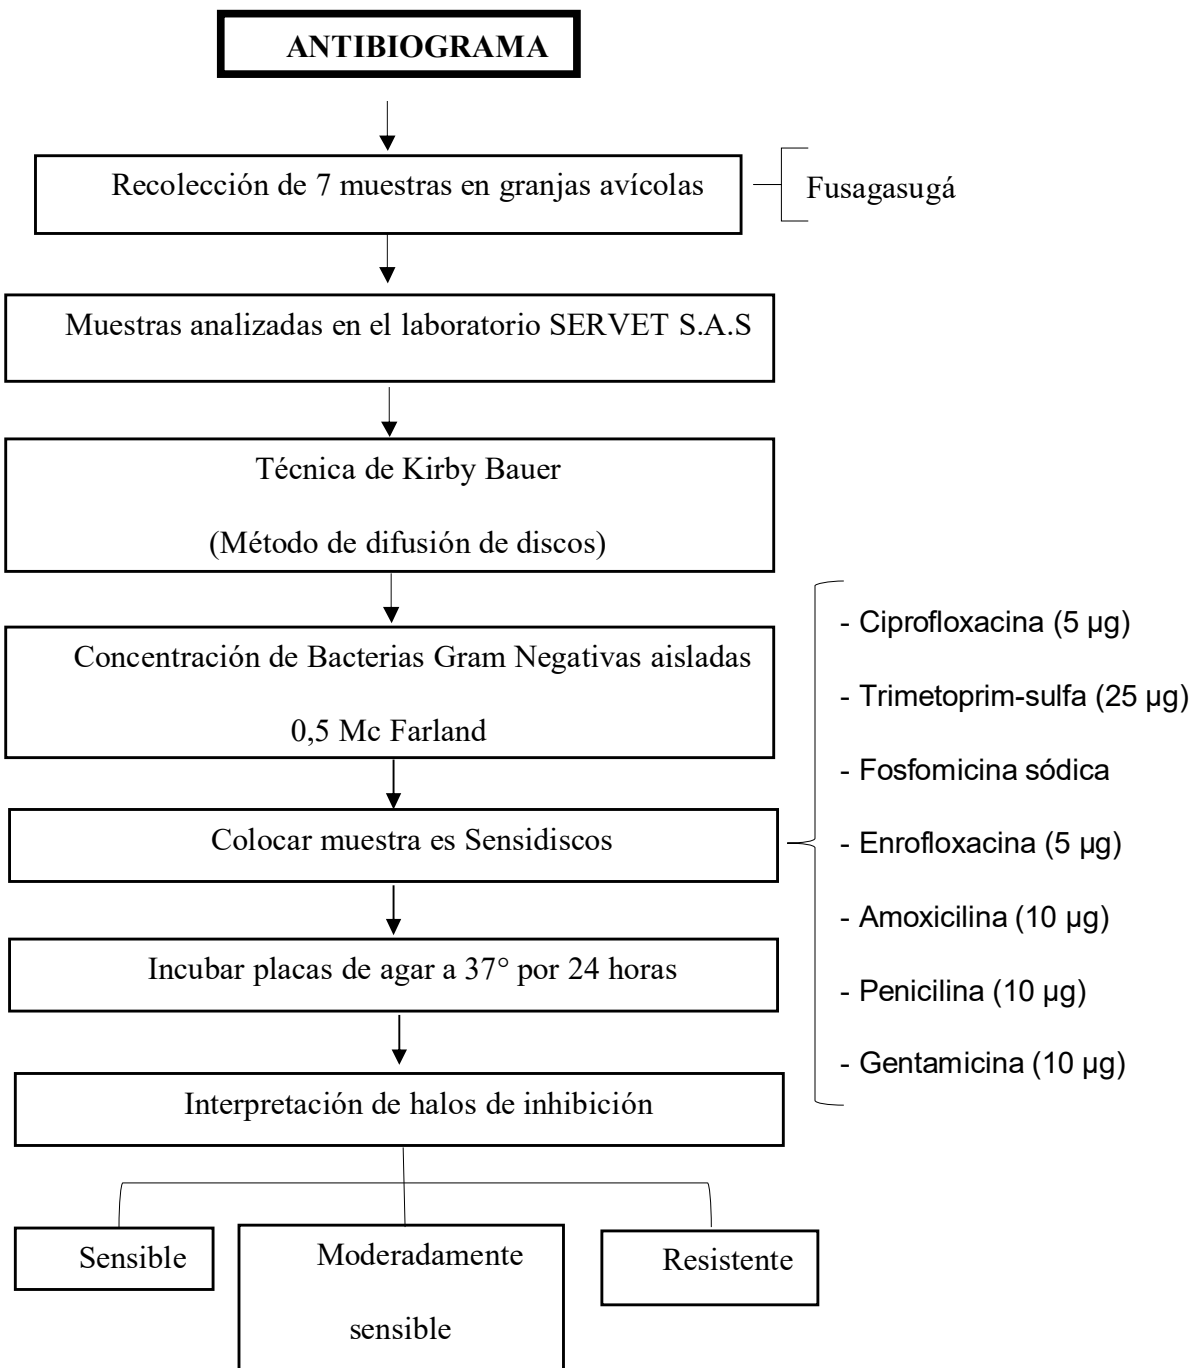 ANTIBIOGRAMA
Recolección de 7 muestras en granjas avícolas
Fusagasugá
Muestras analizadas en el laboratorio SERVET S.A.S
Técnica de Kirby Bauer
(Método de difusión de discos)
Concentración de Bacterias Gram Negativas aisladas
0,5 Mc Farland
Colocar muestra es Sensidiscos
- Ciprofloxacina (5 µg)
- Trimetoprim-sulfa (25 µg)
- Fosfomicina sódica
- Enrofloxacina (5 µg)
- Amoxicilina (10 µg)
- Penicilina (10 µg)
- Gentamicina (10 µg)
Incubar placas de agar a 37° por 24 horas
Interpretación de halos de inhibición
Sensible
Moderadamente
sensible
Resistente